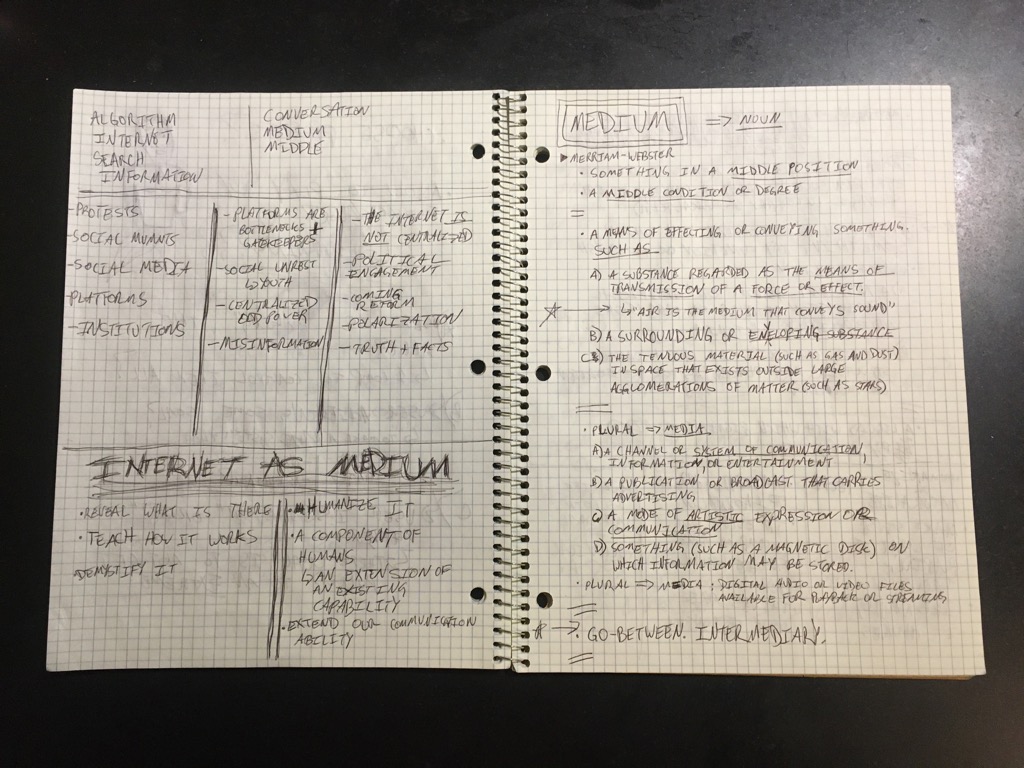 ALGORITHM
INTERNET
SEARCH
INFORMATION
CONVERSATION
MEDIUM
MIDDLE
-PROTESTS
-SOCIAL MVMNTS
-SOCIAL MEDIA
-PLATFORMS
-INSTITUTIONS
-PLATFORMS ARE
BOTTLENECKS +
GATEKEEPERS
-SOCIAL UNREST
YOUTH
-CENTRALIZED
OLD POWER
-MISINFORMATION
-THE INTERNET IS
NOT CENTRALIZED
-POLITICAL
ENGAGEMENT
-COMING
REFORM
-POLARIZATION
-TRUTH + FACTS
INTERNET AS MEDIUM
•REVEAL WHAT IS THERE
•TEACH HOW IT WORKS
DEMYSTIFY IT
•HUMANIZE IT
•A COMPONENT OF
HUMANS
↳AN EXTENSION OF
AN EXISTING
CAPABILITY
•EXTEND OUR COMMUNICATION
ABILITY
MEDIUM => NOUN
▶MERRIAM-WEBSTER
• SOMETHING IN A MIDDLE POSITION
• A MIDDLE CONDITION OR DEGREE
=
• A MEANS OF EFFECTING OR CONVEYING SOMETHING.
SUCH AS
A) A SUBSTANCE REGARDED AS THE MEANS OF
TRANSMISSION OF A FORCE OR EFFECT.
☆ → ↳"AIR IS THE MEDIUM THAT CONVEYS SOUND"
B) A SURROUNDING OR ENVELOPING SUBSTANCE
C) THE TENUOUS MATERIAL (SUCH AS GAS AND DUST)
IN SPACE THAT EXISTS OUTSIDE LARGE
AGGLOMERATIONS OF MATTER (SUCH AS STARS)
=
• PLURAL => MEDIA
A) A CHANNEL OR SYSTEM OF COMMUNICATION,
INFORMATION, OR ENTERTAINMENT
B) A PUBLICATION OR BROADCAST THAT CARRIES
ADVERTISING
C) A MODE OF ARTISTIC EXPRESSION OR
COMMUNICATION
D) SOMETHING (SUCH AS A MAGNETIC DISK) ON
WHICH INFORMATION MAY BE STORED.
• PLURAL => MEDIA : DIGITAL AUDIO OR VIDEO FILES
AVAILABLE FOR PLAYBACK OR STREAMING
=
☆ → • GO-BETWEEN. INTERMEDIARY.
=